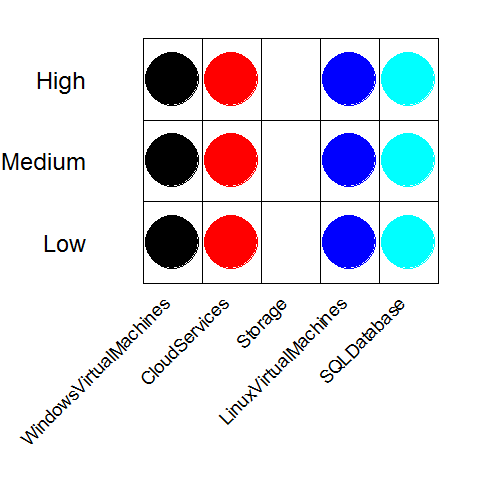 High
Medium
Low
WindowsVirtualMachines
CloudServices
Storage
LinuxVirtualMachines
SQLDatabase